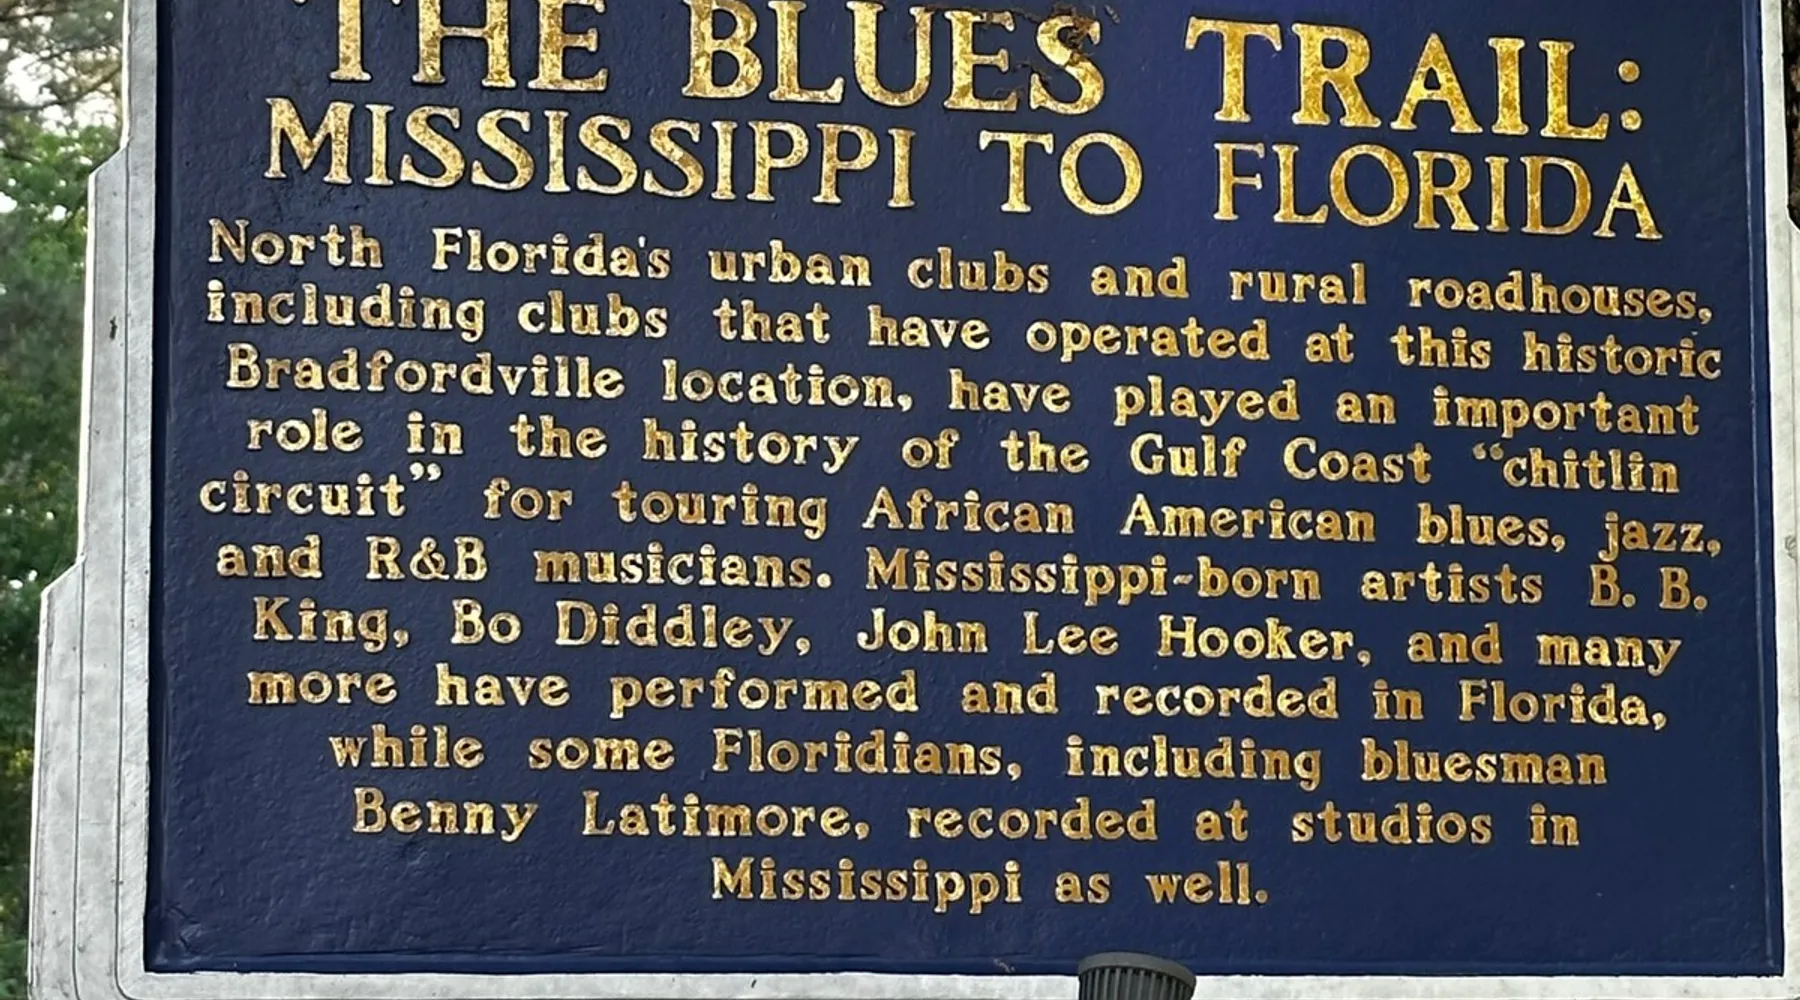 THE BLUES TRAIL:
MISSISSIPPI TO FLORIDA
North Florida's urban clubs and rural roadhouses,
including clubs that have operated at this historic
Bradfordville location, have played an important
role in the history of the Gulf Coast “chitlin
circuit” for touring African American blues, jazz,
and R&B musicians. Mississippi-born artists B. B.
King, Bo Diddley, John Lee Hooker, and many
more have performed and recorded in Florida,
while some Floridians, including bluesman
Benny Latimore, recorded at studios in
Mississippi as well.